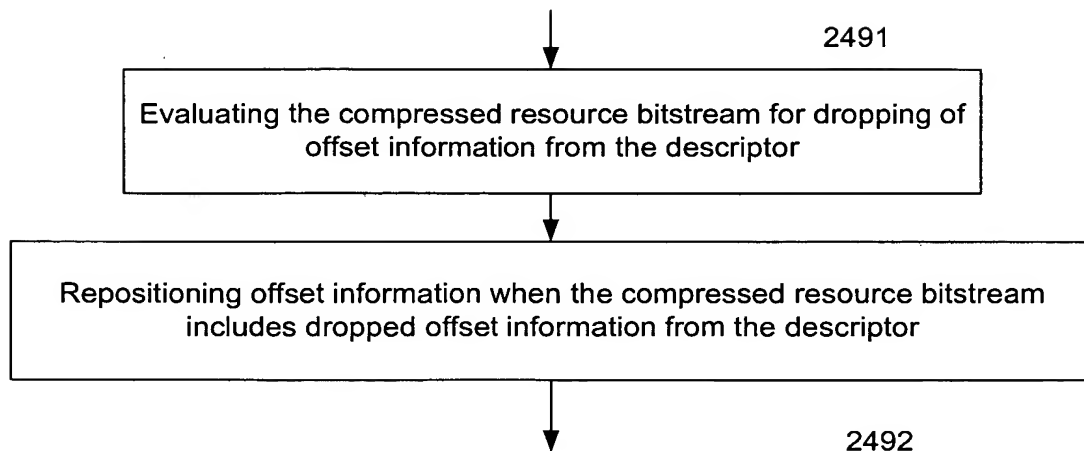 2491
Evaluating the compressed resource bitstream for dropping of
offset information from the descriptor
Repositioning offset information when the compressed resource bitstream
includes dropped offset information from the descriptor
2492